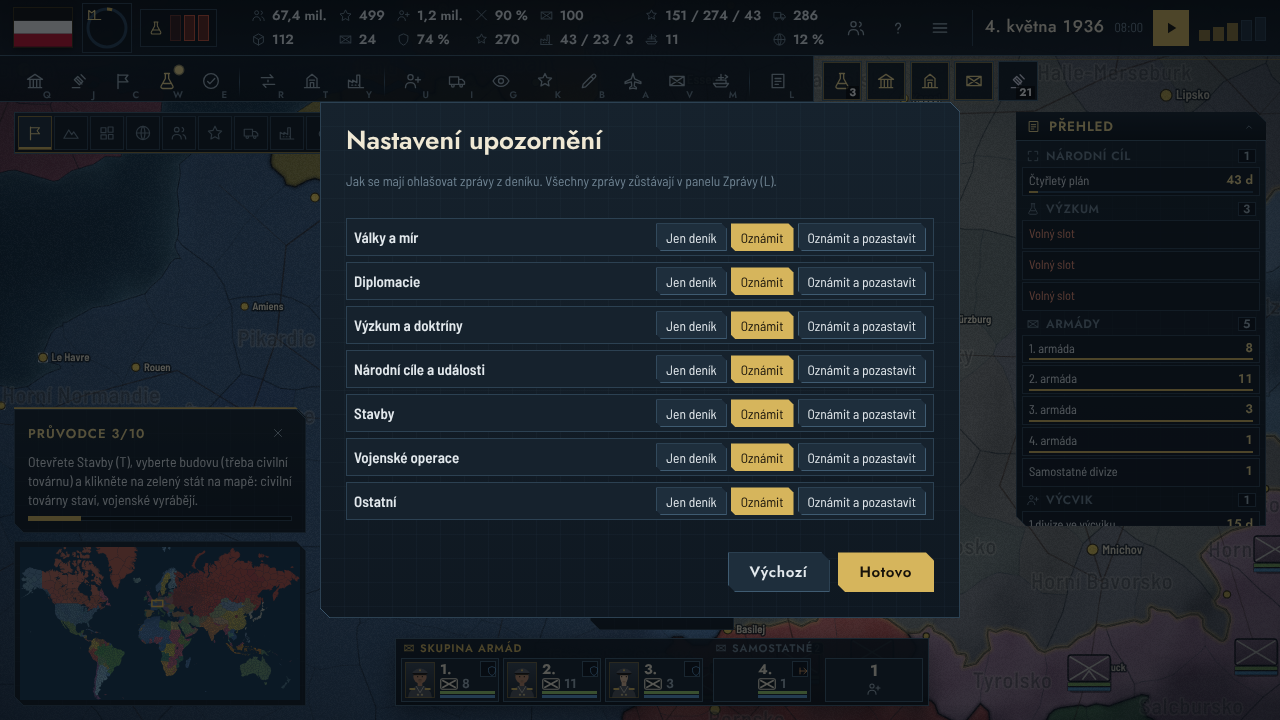 67,4 mil. 499 1,2 mil. 90 % 100 151 / 274 / 43 286
112 24 74 % 270 43 / 23 / 3 11 12 %
?
4. května 1936 08:00
Q J C W E R T Y U I G K B A V M L
3
21
Halle-Merseburk
Lipsko
Amiens
Pikardie
Le Havre
Rouen
Horní Normandie
Nastavení upozornění
Jak se mají ohlašovat zprávy z deníku. Všechny zprávy zůstávají v panelu Zprávy (L).
Války a mír Jen deník Oznámit Oznámit a pozastavit
Diplomacie Jen deník Oznámit Oznámit a pozastavit
Výzkum a doktríny Jen deník Oznámit Oznámit a pozastavit
Národní cíle a události Jen deník Oznámit Oznámit a pozastavit
Stavby Jen deník Oznámit Oznámit a pozastavit
Vojenské operace Jen deník Oznámit Oznámit a pozastavit
Ostatní Jen deník Oznámit Oznámit a pozastavit
Výchozí Hotovo
PRŮVODCE 3/10
Otevřete Stavby (T), vyberte budovu (třeba civilní
továrnu) a klikněte na zelený stát na mapě: civilní
továrny staví, vojenské vyrábějí.
PŘEHLED
NÁRODNÍ CÍL 1
Čtyřletý plán 43 d
VÝZKUM 3
Volný slot
Volný slot
Volný slot
ARMÁDY 5
1. armáda 8
2. armáda 11
3. armáda 3
4. armáda 1
Samostatné divize 1
VÝCVIK 1
1 divize ve výcviku 15 d
Mnichov
Horní Bavorsko
Basilej
Tyrolsko
Salcbursko
SKUPINA ARMÁD SAMOSTATNÉ
1. 8
2. 11
3. 3
4. 1
1